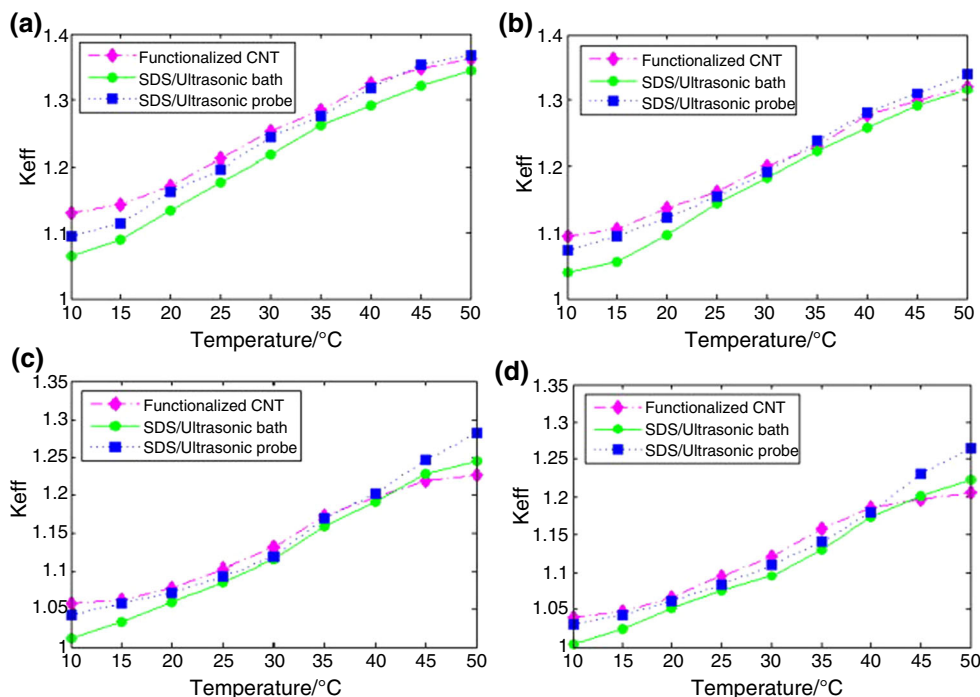 (a)
1.4
1.3
1.2
1.1
1
Keff
Functionalized CNT
SDS/Ultrasonic bath
SDS/Ultrasonic probe
10 15 20 25 30 35 40 45 50
Temperature/°C
(b)
1.4
1.3
1.2
1.1
1
Keff
Functionalized CNT
SDS/Ultrasonic bath
SDS/Ultrasonic probe
10 15 20 25 30 35 40 45 50
Temperature/°C
(c)
1.35
1.3
1.25
1.2
1.15
1.1
1.05
1
Keff
Functionalized CNT
SDS/Ultrasonic bath
SDS/Ultrasonic probe
10 15 20 25 30 35 40 45 50
Temperature/°C
(d)
1.35
1.3
1.25
1.2
1.15
1.1
1.05
1
Keff
Functionalized CNT
SDS/Ultrasonic bath
SDS/Ultrasonic probe
10 15 20 25 30 35 40 45 50
Temperature/°C